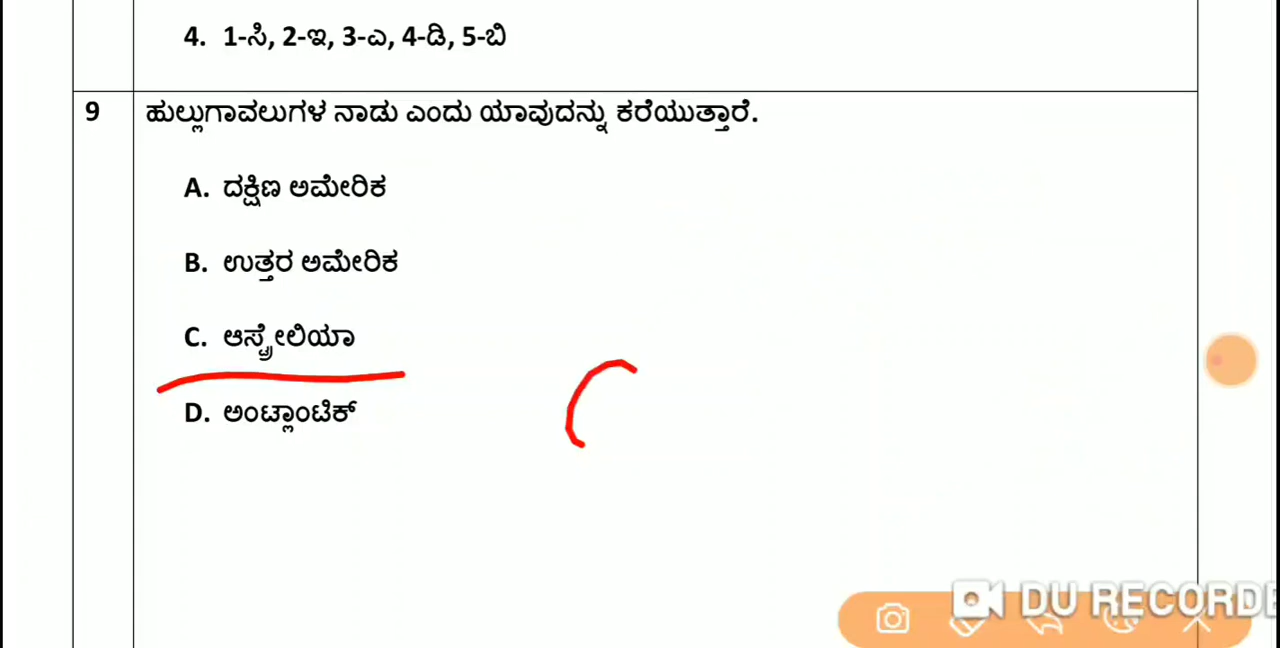 4. 1-ಸಿ, 2-ಇ, 3-ಎ, 4-ಡಿ, 5-ಬಿ
9 ಹುಲ್ಲುಗಾವಲುಗಳ ನಾಡು ಎಂದು ಯಾವುದನ್ನು ಕರೆಯುತ್ತಾರೆ.
A. ದಕ್ಷಿಣ ಅಮೇರಿಕ
B. ಉತ್ತರ ಅಮೇರಿಕ
C. ಆಸ್ಟ್ರೇಲಿಯಾ
D. ಅಂಟ್ಲಾಂಟಿಕ್
DU RECORDE